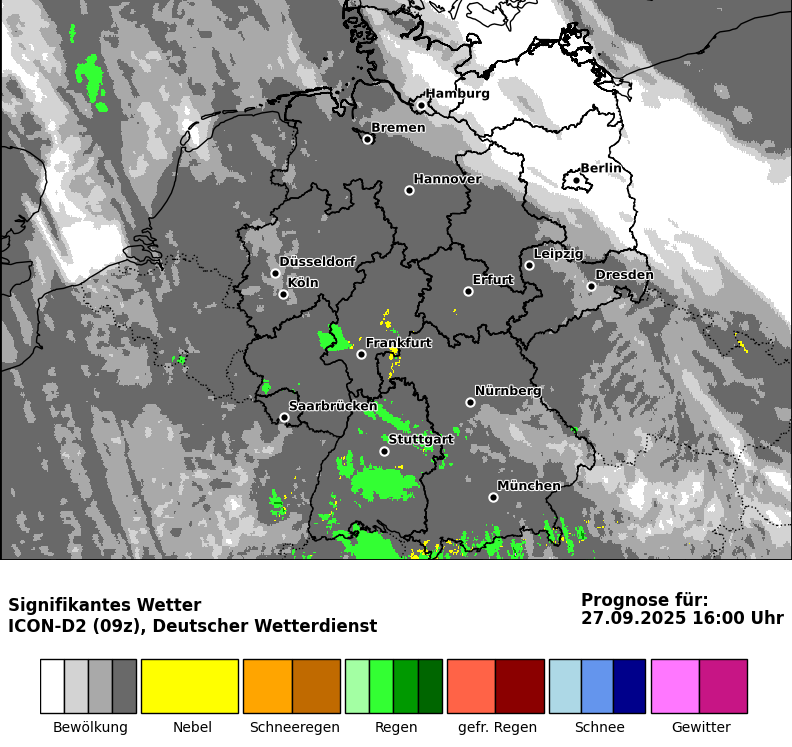 Hamburg
Bremen
Berlin
Hannover
Leipzig
Düsseldorf
Dresden
Köln
Erfurt
Frankfurt
Nürnberg
Saarbrücken
Stuttgart
München
Signifikantes Wetter
ICON-D2 (09z), Deutscher Wetterdienst
Prognose für:
27.09.2025 16:00 Uhr
Bewölkung Nebel Schneeregen Regen gefr. Regen Schnee Gewitter